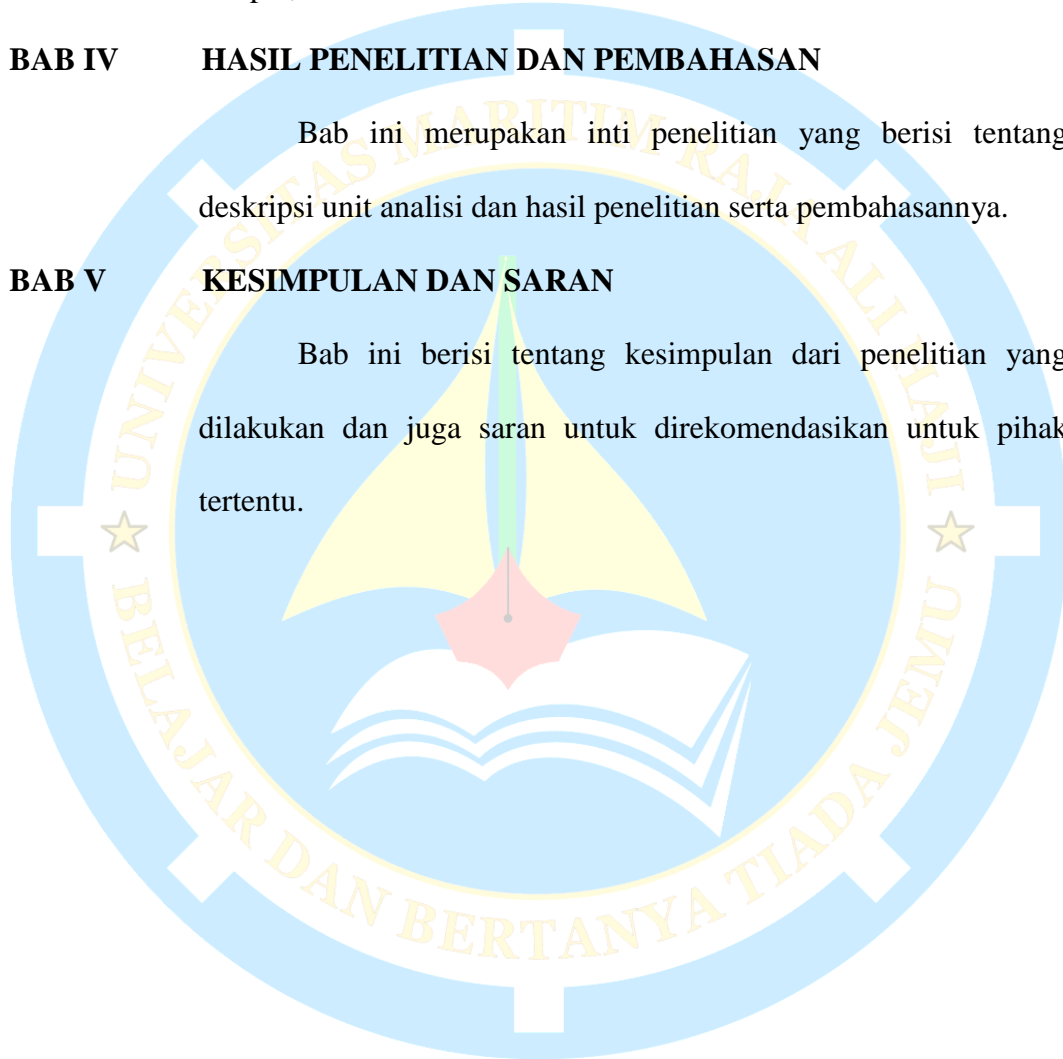 BAB IV HASIL PENELITIAN DAN PEMBAHASAN
Bab ini merupakan inti penelitian yang berisi tentang
deskripsi unit analisi dan hasil penelitian serta pembahasannya.
BAB V KESIMPULAN DAN SARAN
Bab ini berisi tentang kesimpulan dari penelitian yang
dilakukan dan juga saran untuk direkomendasikan untuk pihak
tertentu.
UNIVERSITAS MARITIM RAJA ALI HAJI
BELAJAR DAN BERTANYA TIADA JEMU